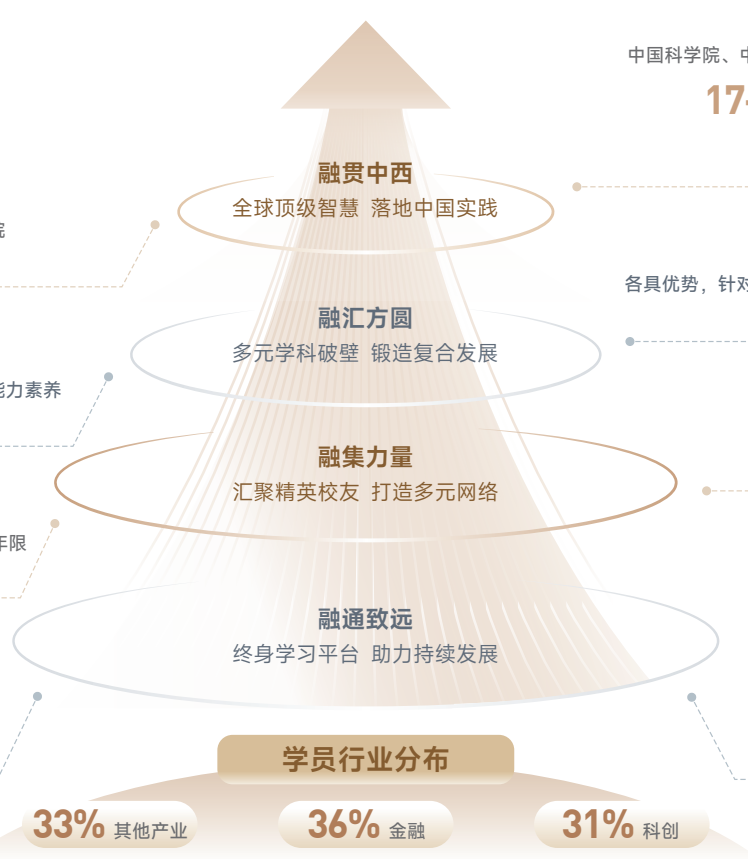 中国科学院、
17
融贯中西
全球顶级智慧 落地中国实践
各具优势，针对
融汇方圆
多元学科破壁 锻造复合发展
能力素养
融集力量
汇聚精英校友 打造多元网络
年限
融通致远
终身学习平台 助力持续发展
学员行业分布
33% 其他产业
36% 金融
31% 科创